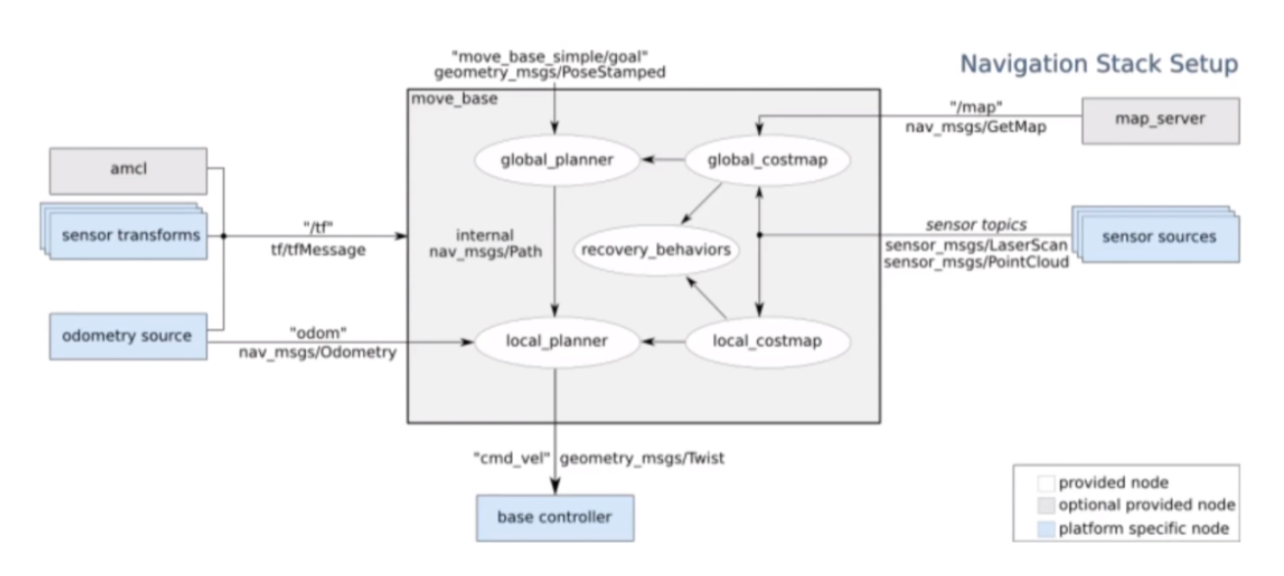 "move_base_simple/goal"
geometry_msgs/PoseStamped
Navigation Stack Setup
move_base
"/map"
nav_msgs/GetMap
map_server
global_planner
global_costmap
amcl
sensor transforms
"/tf"
tf/tfMessage
internal
nav_msgs/Path
recovery_behaviors
sensor topics
sensor_msgs/LaserScan
sensor_msgs/PointCloud
sensor sources
odometry source
"odom"
nav_msgs/Odometry
local_planner
local_costmap
"cmd_vel" geometry_msgs/Twist
base controller
provided node
optional provided node
platform specific node